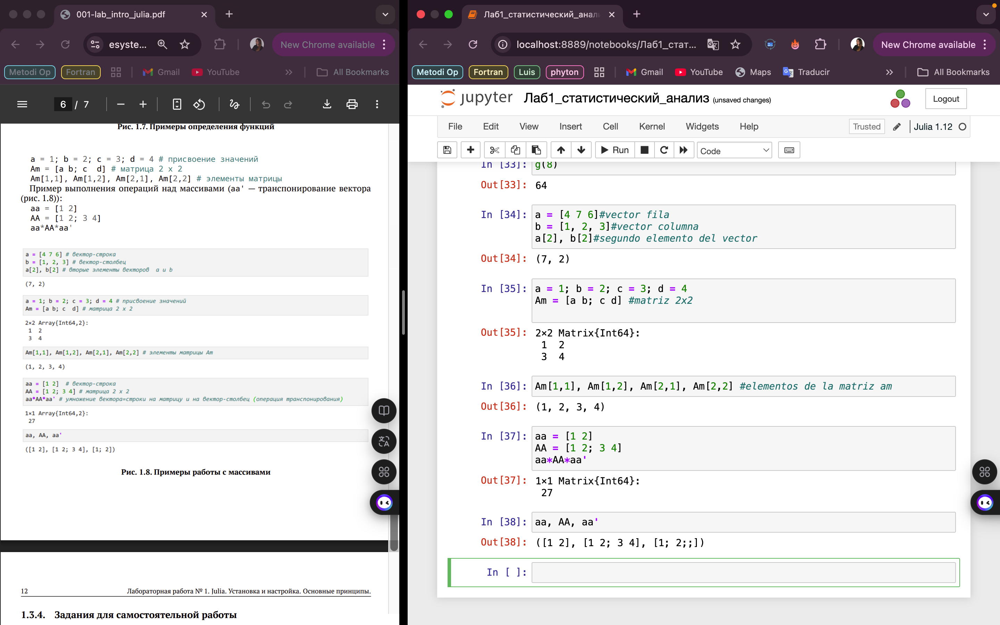 001-lab_intro_julia.pdf
esyste...
New Chrome available
Metodi Op
Fortran
Gmail
YouTube
All Bookmarks
6 / 7
Рис. 1.7. Примеры определения функций
a = 1; b = 2; c = 3; d = 4 # присвоение значений
Am = [a b; c  d] # матрица 2 x 2
Am[1,1], Am[1,2], Am[2,1], Am[2,2] # элементы матрицы
Пример выполнения операций над массивами (aa' — транспонирование вектора
(рис. 1.8)):
aa = [1 2]
AA = [1 2; 3 4]
aa*AA*aa'
a = [4 7 6] # вектор-строка
b = [1, 2, 3] # вектор-столбец
a[2], b[2] # вторые элементы векторов  a и b
(7, 2)
a = 1; b = 2; c = 3; d = 4 # присвоение значений
Am = [a b; c  d] # матрица 2 x 2
2×2 Array{Int64,2}:
1  2
3  4
Am[1,1], Am[1,2], Am[2,1], Am[2,2] # элементы матрицы Am
(1, 2, 3, 4)
aa = [1 2]  # вектор-строка
AA = [1 2; 3 4] # матрица 2 x 2
aa*AA*aa' # умножение вектора=строки на матрицу и на вектор-столбец (операция транспонирования)
1×1 Array{Int64,2}:
27
aa, AA, aa'
([1 2], [1 2; 3 4], [1; 2])
Рис. 1.8. Примеры работы с массивами
12 Лабораторная работа № 1. Julia. Установка и настройка. Основные принципы.
1.3.4. Задания для самостоятельной работы
Лаб1_статистический_анали
localhost:8889/notebooks/Лаб1_стат...
New Chrome available
Metodi Op
Fortran
Luis
phyton
Gmail
YouTube
Maps
Traducir
All Bookmarks
jupyter Лаб1_статистический_анализ (unsaved changes)
Logout
File Edit View Insert Cell Kernel Widgets Help
Trusted
Julia 1.12
Run
Code
In [33]: g(8)
Out[33]: 64
In [34]: a = [4 7 6]#vector fila
b = [1, 2, 3]#vector columna
a[2], b[2]#segundo elemento del vector
Out[34]: (7, 2)
In [35]: a = 1; b = 2; c = 3; d = 4
Am = [a b; c d] #matriz 2x2
Out[35]: 2×2 Matrix{Int64}:
1  2
3  4
In [36]: Am[1,1], Am[1,2], Am[2,1], Am[2,2] #elementos de la matriz am
Out[36]: (1, 2, 3, 4)
In [37]: aa = [1 2]
AA = [1 2; 3 4]
aa*AA*aa'
Out[37]: 1×1 Matrix{Int64}:
27
In [38]: aa, AA, aa'
Out[38]: ([1 2], [1 2; 3 4], [1; 2;;])
In [ ]: